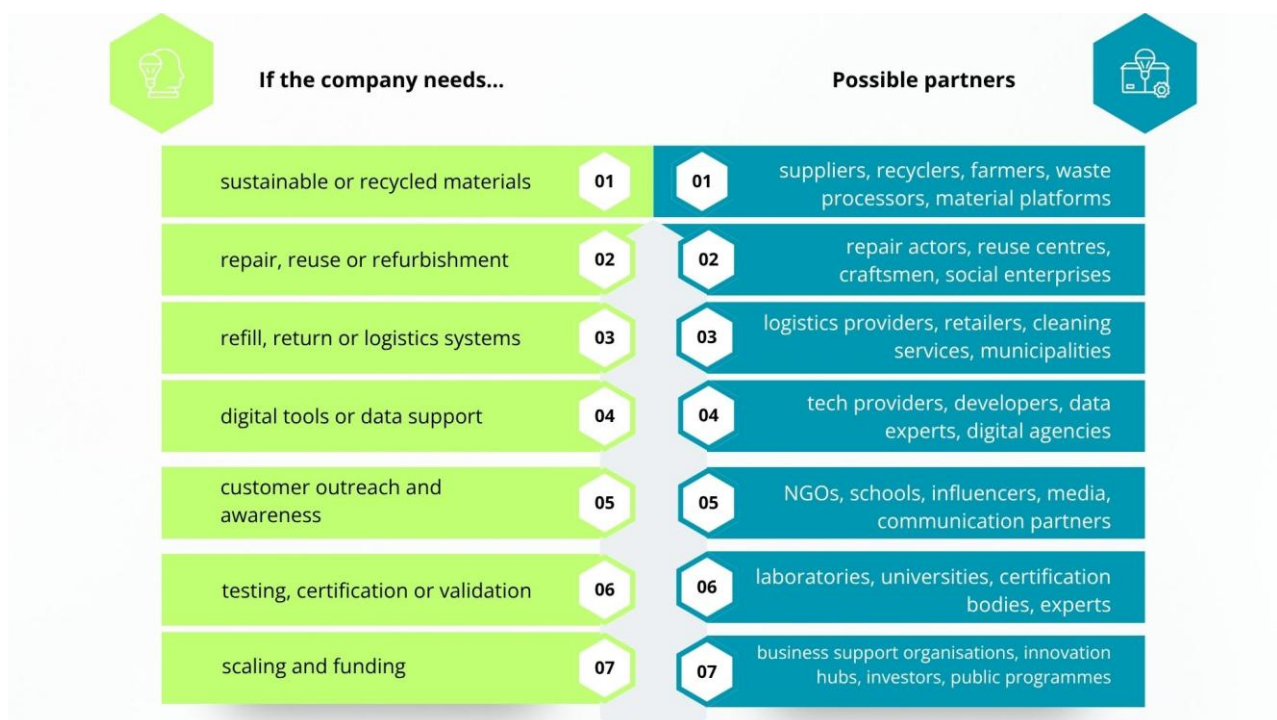 If the company needs...
Possible partners
sustainable or recycled materials
01
01
suppliers, recyclers, farmers, waste
processors, material platforms
repair, reuse or refurbishment
02
02
repair actors, reuse centres,
craftsmen, social enterprises
refill, return or logistics systems
03
03
logistics providers, retailers, cleaning
services, municipalities
digital tools or data support
04
04
tech providers, developers, data
experts, digital agencies
customer outreach and
awareness
05
05
NGOs, schools, influencers, media,
communication partners
testing, certification or validation
06
06
laboratories, universities, certification
bodies, experts
scaling and funding
07
07
business support organisations, innovation
hubs, investors, public programmes